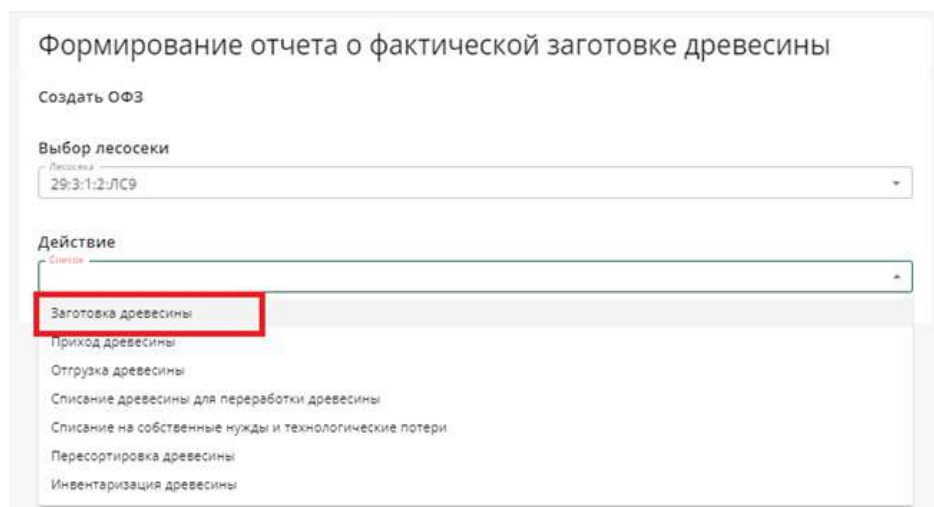 Формирование отчета о фактической заготовке древесины
Создать ОФЗ
Выбор лесосеки
Лесосека
29:3:1:2:ЛС9
Действие
Список
Заготовка древесины
Приход древесины
Отгрузка древесины
Списание древесины для переработки древесины
Списание на собственные нужды и технологические потери
Пересортировка древесины
Инвентаризация древесины